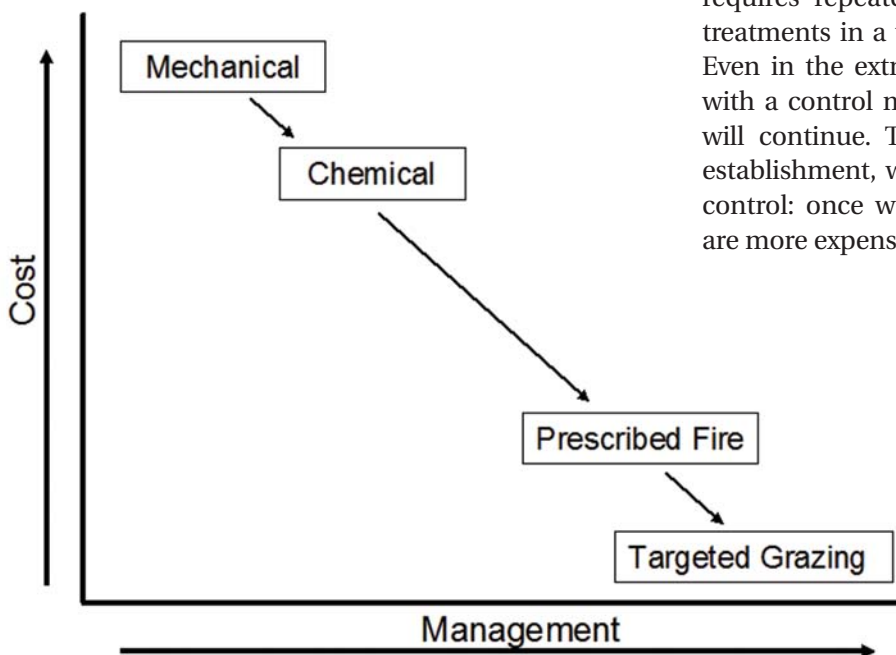 requires repeate
treatments in a
Even in the extr
with a control
will continue. T
establishment, w
control: once w
are more expens
Mechanical
Chemical
Cost
Prescribed Fire
Targeted Grazing
Management